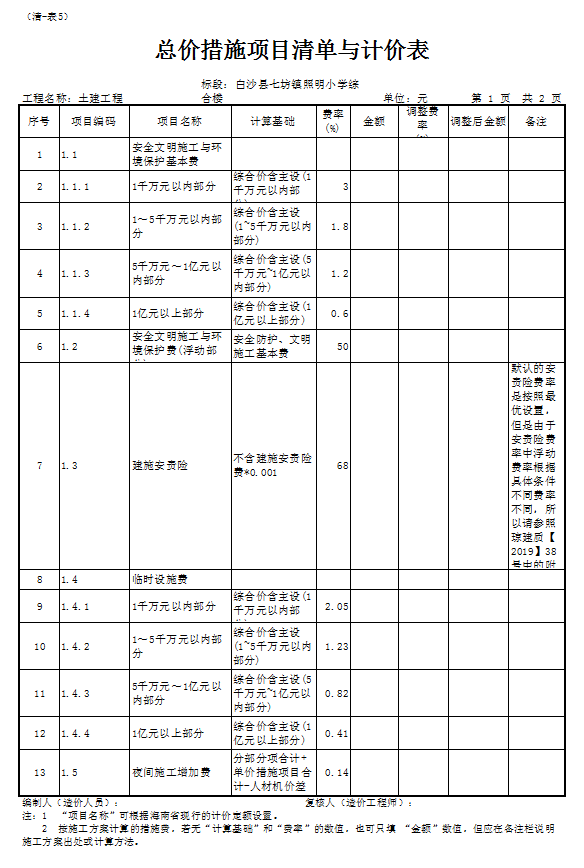 (清-表5)
总价措施项目清单与计价表
标段: 白沙县七坊镇照明小学综
工程名称: 土建工程 合楼 单位: 元 第 1 页 共 2 页
序号 项目编码 项目名称 计算基础 费率 (%) 金额 调整费率 调整后金额 备注
1 1.1 安全文明施工与环
境保护基本费
2 1.1.1 1千万元以内部分 综合价含主设(1
千万元以内部
3
3 1.1.2 1～5千万元以内部
分 综合价含主设
(1~5千万元以内
部分) 1.8
4 1.1.3 5千万元～1亿元以
内部分 综合价含主设(5
千万元~1亿元以
内部分) 1.2
5 1.1.4 1亿元以上部分 综合价含主设(1
亿元以上部分) 0.6
6 1.2 安全文明施工与环
境保护费(浮动部
安全防护、文明
施工基本费 50
7 1.3 建施安责险 不含建施安责险
费*0.001 68
默认的安
责险费率
是按照最
优设置,
但是由于
安责险费
率中浮动
费率根据
具体条件
不同费率
不同, 所
以请参照
琼建质【
2019】38
号中的附
8 1.4 临时设施费
9 1.4.1 1千万元以内部分 综合价含主设(1
千万元以内部
2.05
10 1.4.2 1～5千万元以内部
分 综合价含主设
(1~5千万元以内
部分) 1.23
11 1.4.3 5千万元～1亿元以
内部分 综合价含主设(5
千万元~1亿元以
内部分) 0.82
12 1.4.4 1亿元以上部分 综合价含主设(1
亿元以上部分) 0.41
13 1.5 夜间施工增加费 分部分项合计+
单价措施项目合
计-人材机价差 0.14
编制人(造价人员): 复核人(造价工程师):
注: 1 “项目名称”可根据海南省现行的计价定额设置。
2 按施工方案计算的措施费, 若无“计算基础”和“费率”的数值, 也可只填 “金额”数值, 但应在备注栏说明
施工方案出处或计算方法。